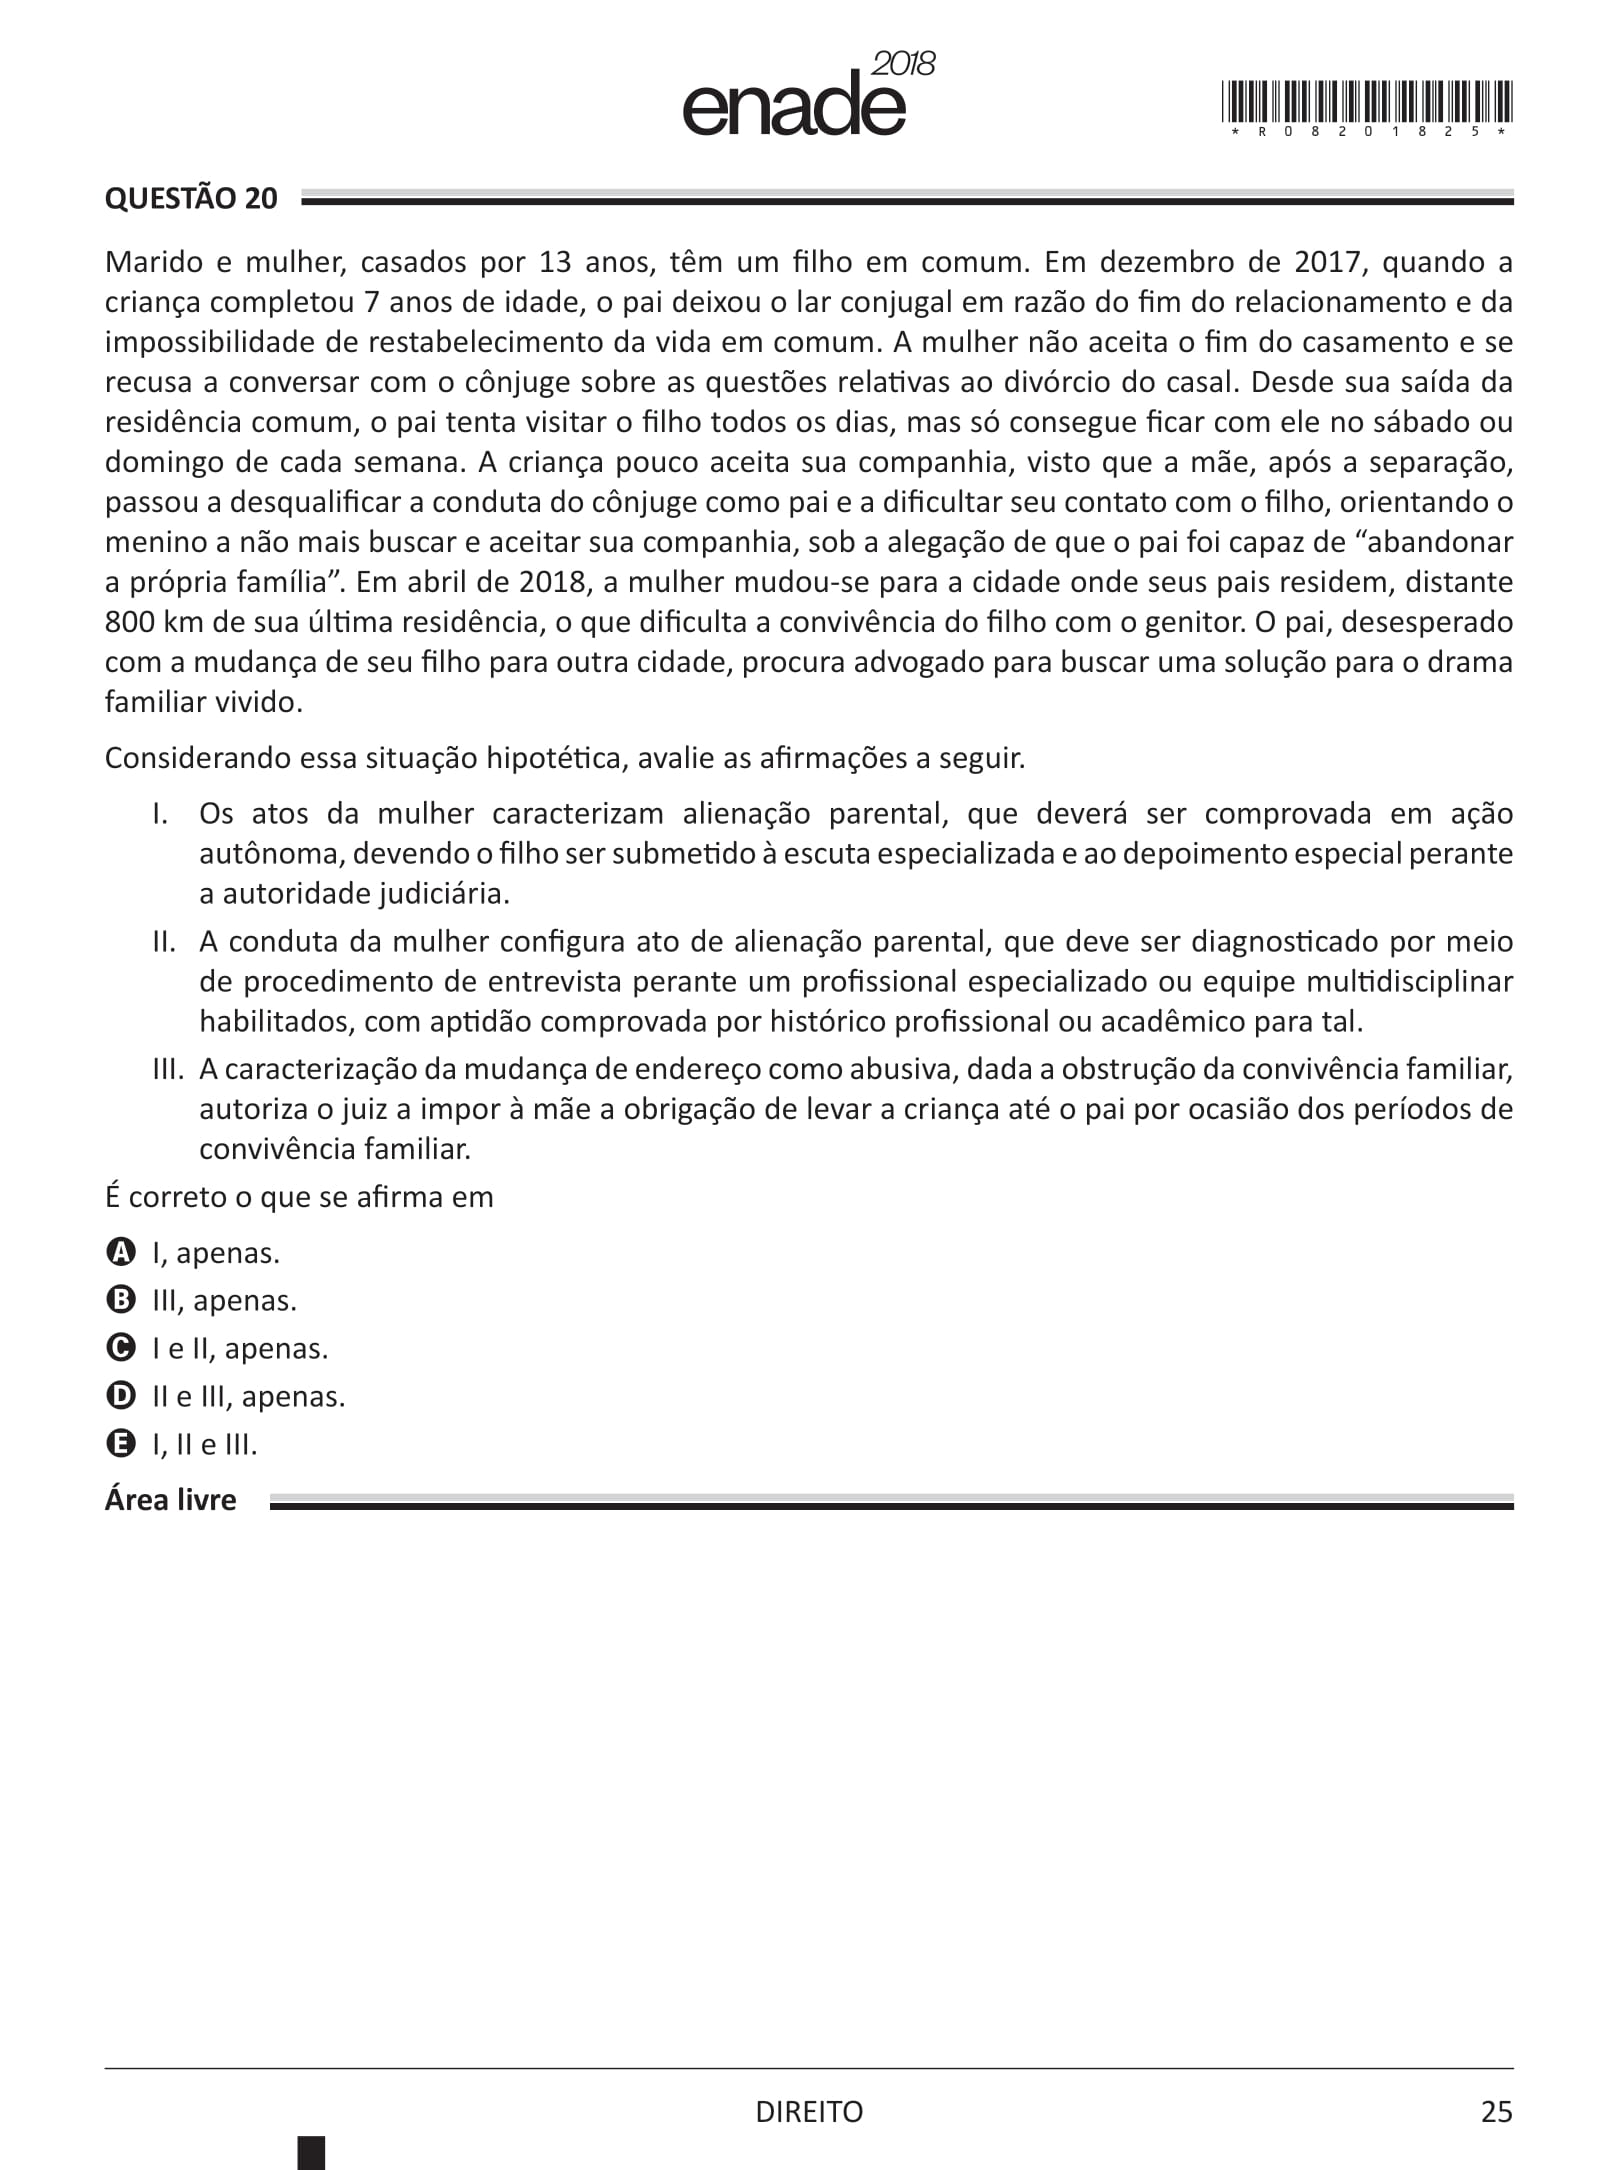 enade 2018
* R 0 8 2 0 1 8 2 5 *
QUESTÃO 20
Marido e mulher, casados por 13 anos, têm um filho em comum. Em dezembro de 2017, quando a
criança completou 7 anos de idade, o pai deixou o lar conjugal em razão do fim do relacionamento e da
impossibilidade de restabelecimento da vida em comum. A mulher não aceita o fim do casamento e se
recusa a conversar com o cônjuge sobre as questões relativas ao divórcio do casal. Desde sua saída da
residência comum, o pai tenta visitar o filho todos os dias, mas só consegue ficar com ele no sábado ou
domingo de cada semana. A criança pouco aceita sua companhia, visto que a mãe, após a separação,
passou a desqualificar a conduta do cônjuge como pai e a dificultar seu contato com o filho, orientando o
menino a não mais buscar e aceitar sua companhia, sob a alegação de que o pai foi capaz de “abandonar
a própria família”. Em abril de 2018, a mulher mudou-se para a cidade onde seus pais residem, distante
800 km de sua última residência, o que dificulta a convivência do filho com o genitor. O pai, desesperado
com a mudança de seu filho para outra cidade, procura advogado para buscar uma solução para o drama
familiar vivido.
Considerando essa situação hipotética, avalie as afirmações a seguir.
I. Os atos da mulher caracterizam alienação parental, que deverá ser comprovada em ação
autônoma, devendo o filho ser submetido à escuta especializada e ao depoimento especial perante
a autoridade judiciária.
II. A conduta da mulher configura ato de alienação parental, que deve ser diagnosticado por meio
de procedimento de entrevista perante um profissional especializado ou equipe multidisciplinar
habilitados, com aptidão comprovada por histórico profissional ou acadêmico para tal.
III. A caracterização da mudança de endereço como abusiva, dada a obstrução da convivência familiar,
autoriza o juiz a impor à mãe a obrigação de levar a criança até o pai por ocasião dos períodos de
convivência familiar.
É correto o que se afirma em
A I, apenas.
B III, apenas.
C I e II, apenas.
D II e III, apenas.
E I, II e III.
Área livre
DIREITO
25